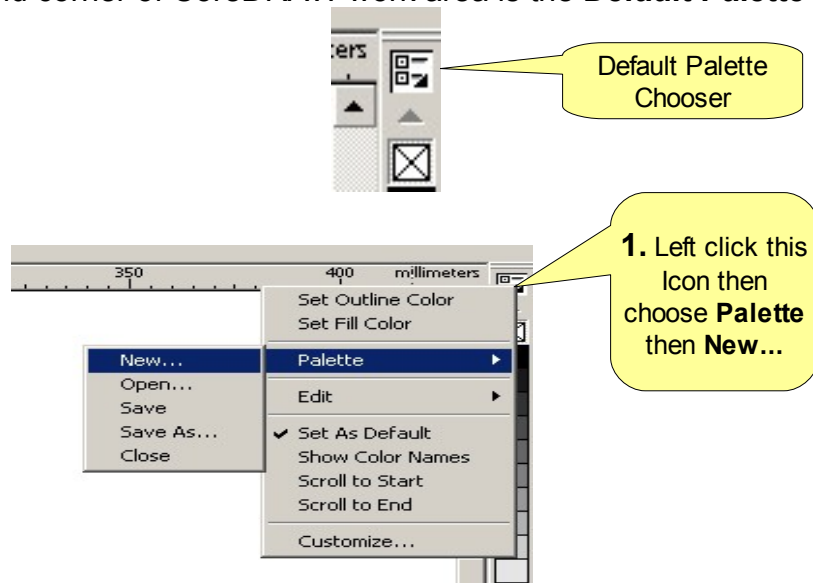 corner of CorelDRAW work area is the Default Palette
ters
Default Palette
Chooser
1. Left click this
Icon then
choose Palette
then New...
350 400 millimeters
Set Outline Color
Set Fill Color
Palette
New...
Open...
Save
Save As...
Close
Edit
Set As Default
Show Color Names
Scroll to Start
Scroll to End
Customize...